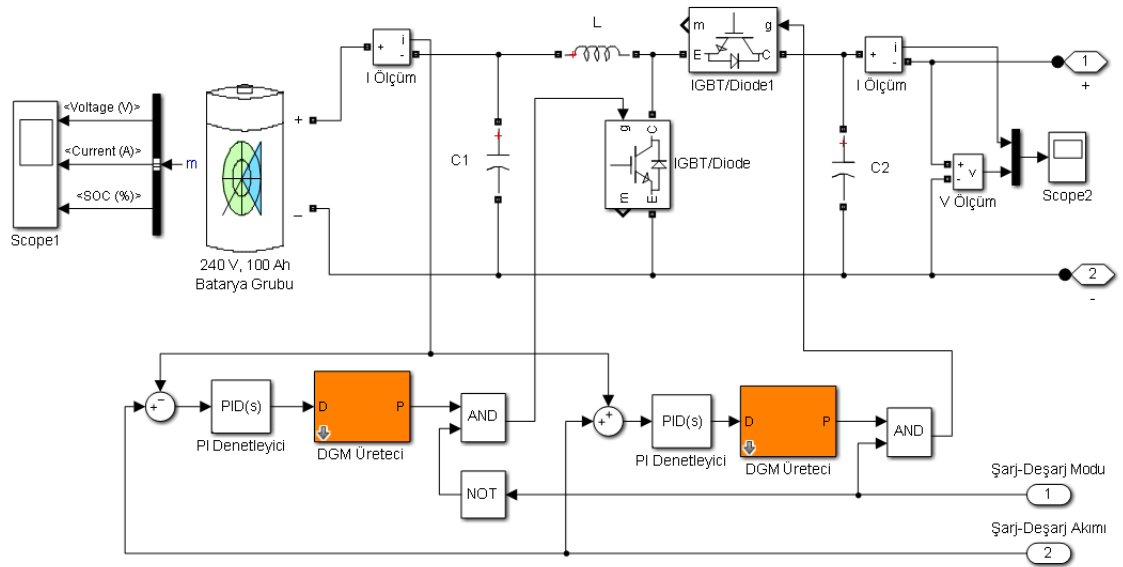 L
m
g
E
C
IGBT/Diode1
i
+
-
I Ölçüm
i
+
-
I Ölçüm
1
+
<Voltage (V)>
<Current (A)>
<SOC (%)>
Scope1
m
+
_
240 V, 100 Ah
Batarya Grubu
+
C1
g
C
m
E
IGBT/Diode
+
C2
+
-
v
V Ölçüm
Scope2
2
-
+
−
PID(s)
PI Denetleyici
D
P
DGM Üreteci
AND
NOT
+
+
PID(s)
PI Denetleyici
D
P
DGM Üreteci
AND
Şarj-Deşarj Modu
1
Şarj-Deşarj Akımı
2